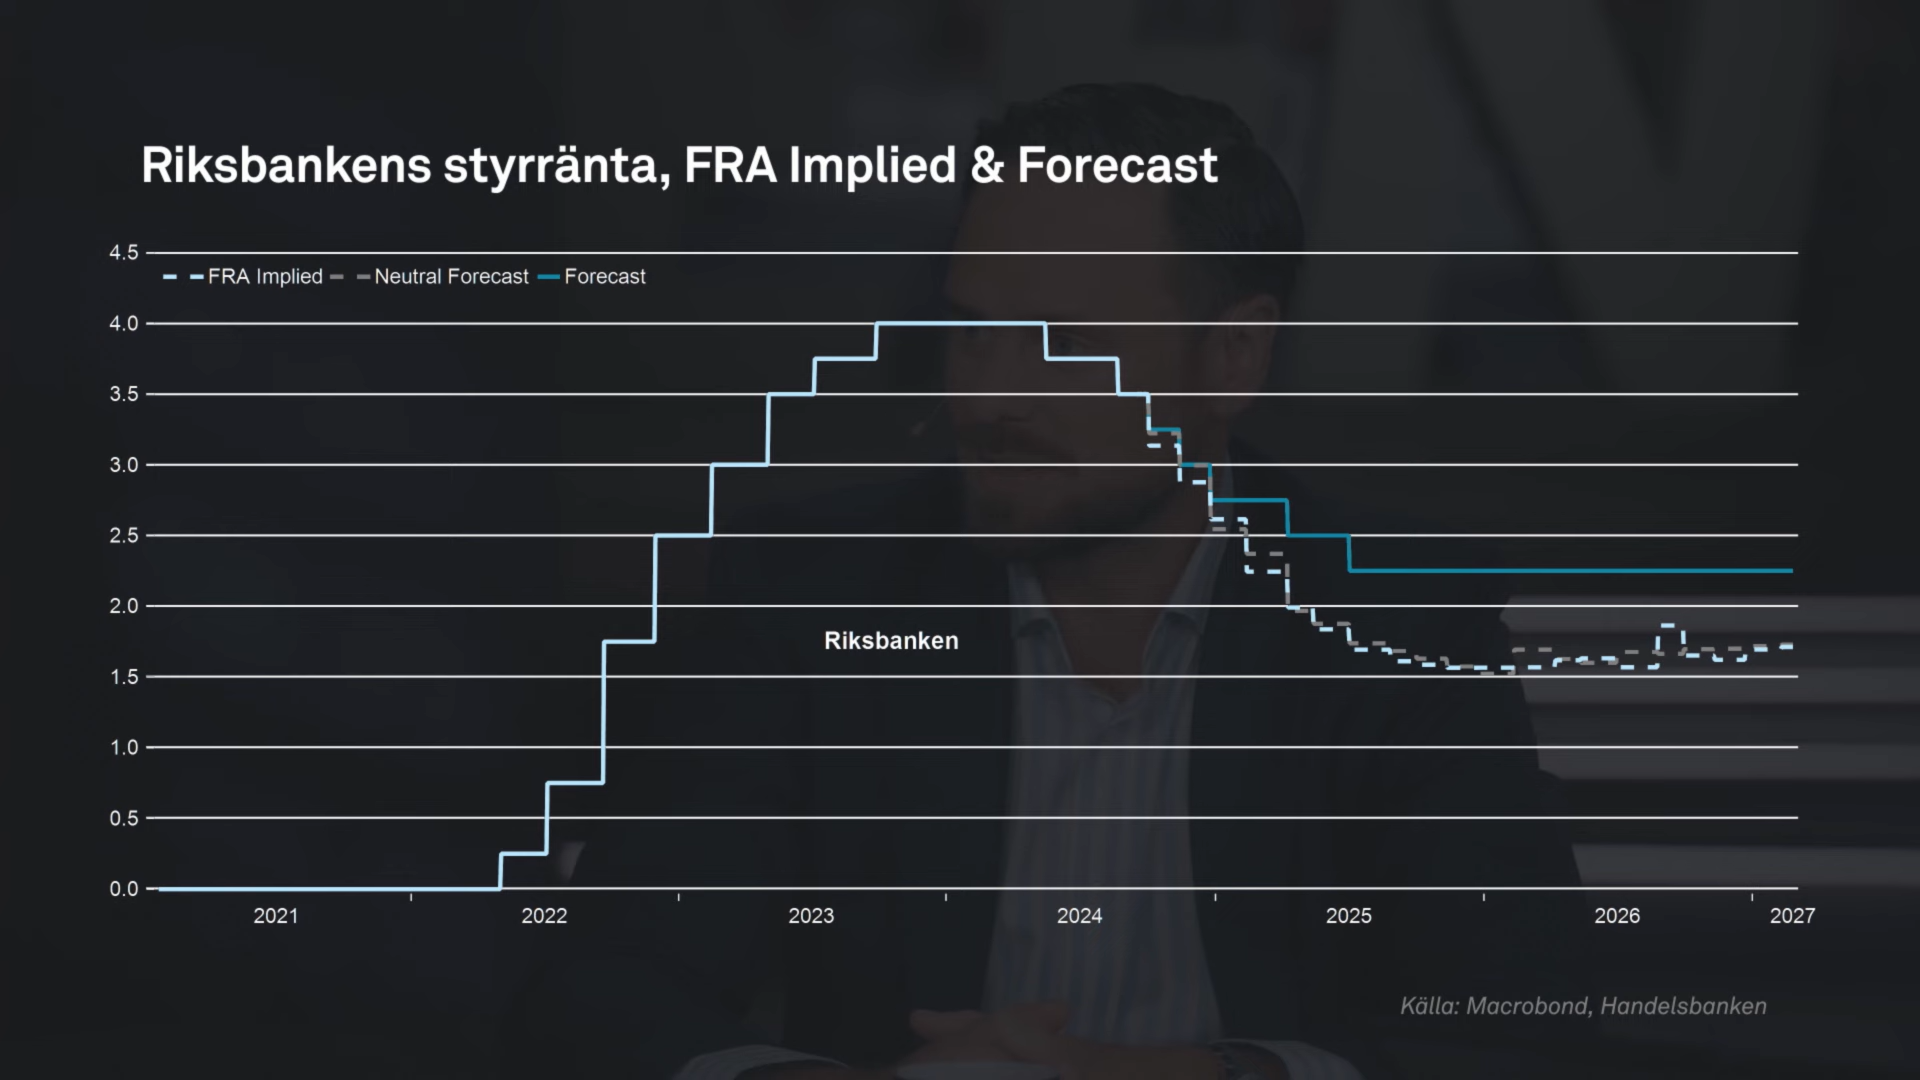 Riksbankens styrränta, FRA Implied & Forecast
4.5
FRA Implied Neutral Forecast Forecast
4.0
3.5
3.0
2.5
2.0
Riksbanken
1.5
1.0
0.5
0.0
2021 2022 2023 2024 2025 2026 2027
Källa: Macrobond, Handelsbanken